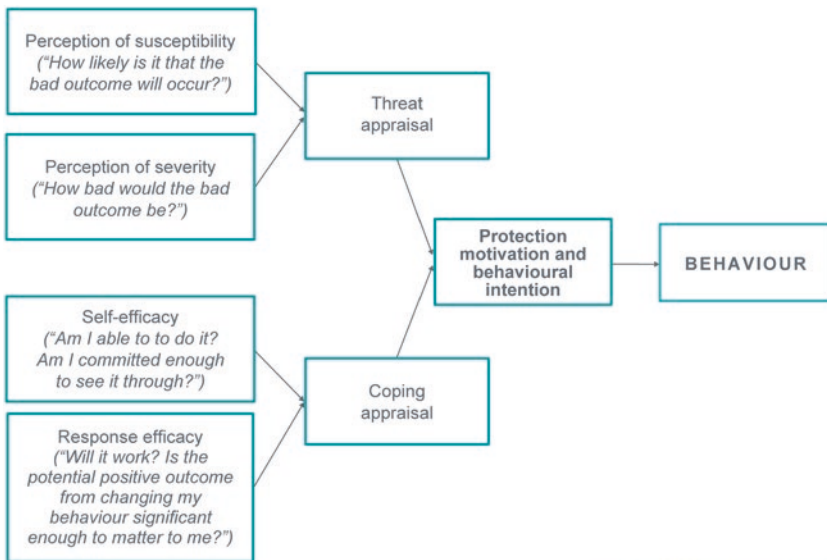 Perception of susceptibility
(“How likely is it that the
bad outcome will occur?”)
Perception of severity
(“How bad would the bad
outcome be?”)
Threat
appraisal
Protection
motivation and
behavioural
intention
BEHAVIOUR
Self-efficacy
(“Am I able to to do it?
Am I committed enough
to see it through?”)
Response efficacy
(“Will it work? Is the
potential positive outcome
from changing my
behaviour significant
enough to matter to me?”)
Coping
appraisal